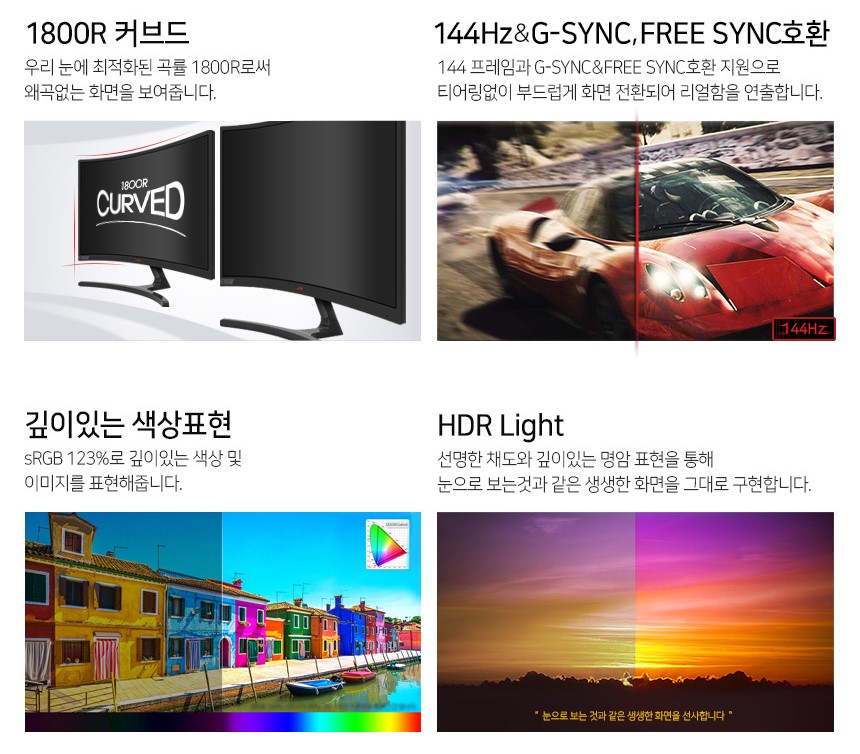 1800R 커브드
우리 눈에 최적화된 곡률 1800R로써
왜곡없는 화면을 보여줍니다.
1800R
CURVED
144Hz&G-SYNC,FREE SYNC호환
144 프레임과 G-SYNC&FREE SYNC호환 지원으로
티어링없이 부드럽게 화면 전환되어 리얼함을 연출합니다.
144Hz
깊이있는 색상표현
sRGB 123%로 깊이있는 색상 및
이미지를 표현해줍니다.
HDR Light
선명한 채도와 깊이있는 명암 표현을 통해
눈으로 보는것과 같은 생생한 화면을 그대로 구현합니다.
" 눈으로 보는 것과 같은 생생한 화면을 선사합니다 "